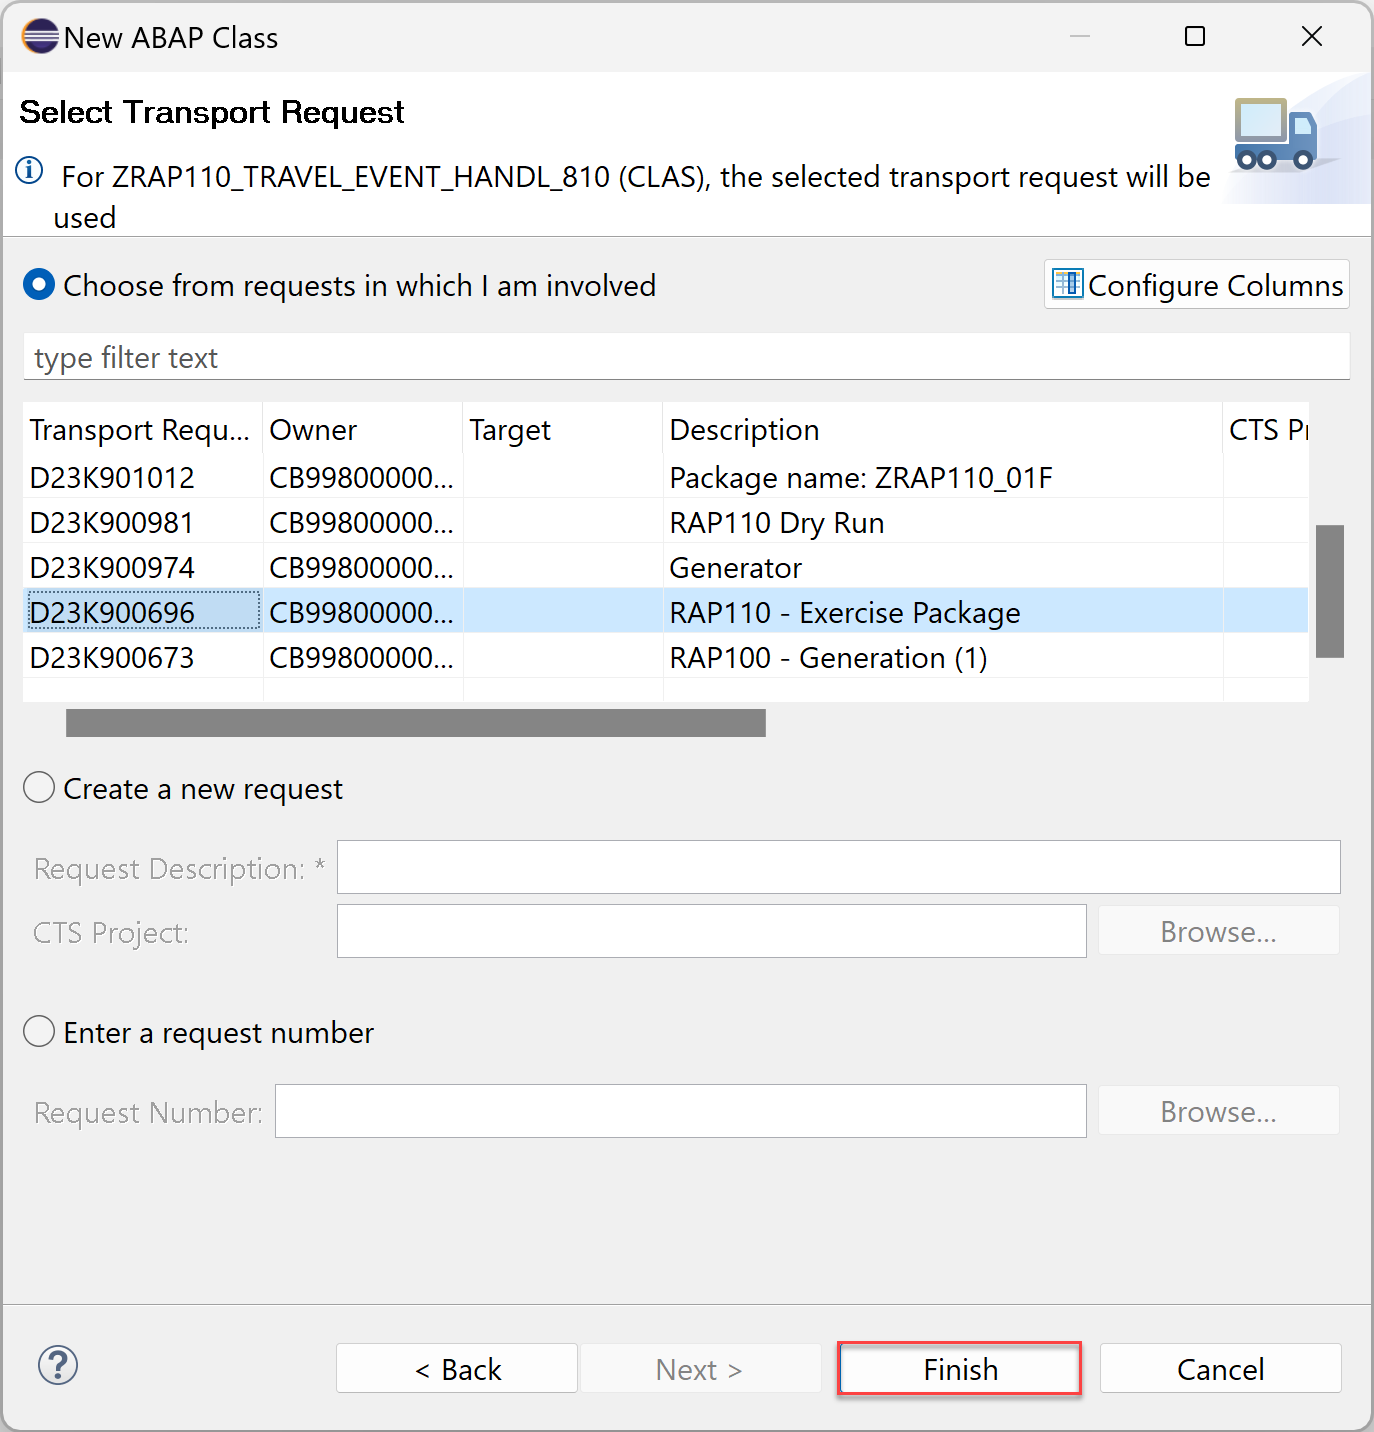 New ABAP Class
Select Transport Request
For ZRAP110_TRAVEL_EVENT_HANDL_810 (CLAS), the selected transport request will be
used
Choose from requests in which I am involved
Configure Columns
type filter text
Transport Requ... Owner Target Description CTS Pr
D23K901012 CB99800000... Package name: ZRAP110_01F
D23K900981 CB99800000... RAP110 Dry Run
D23K900974 CB99800000... Generator
D23K900696 CB99800000... RAP110 - Exercise Package
D23K900673 CB99800000... RAP100 - Generation (1)
Create a new request
Request Description: *
CTS Project: Browse...
Enter a request number
Request Number: Browse...
? < Back Next > Finish Cancel